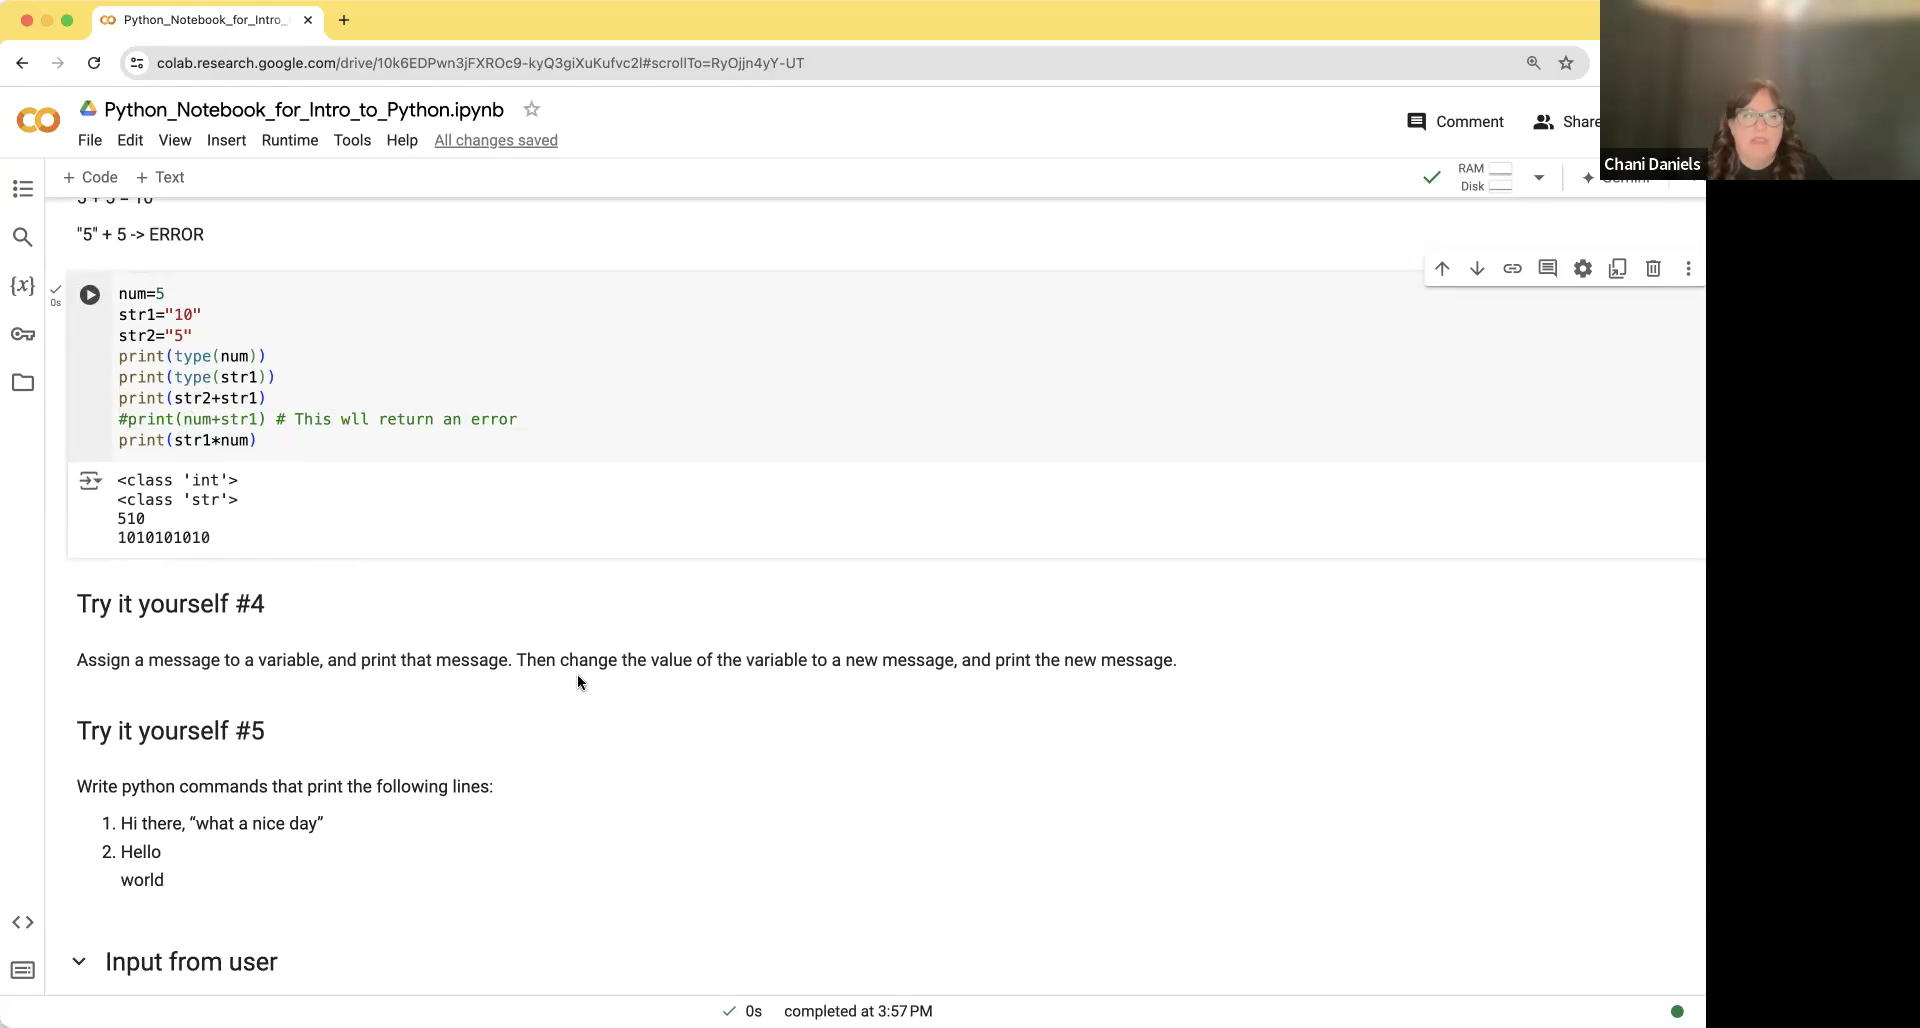 Python_Notebook_for_Intro_
colab.research.google.com/drive/10k6EDPwn3jFXROc9-kyQ3giXuKufvc2l#scrollTo=RyOjjn4yY-UT
Python_Notebook_for_Intro_to_Python.ipynb
File Edit View Insert Runtime Tools Help All changes saved
Comment Share
Chani Daniels
+ Code + Text
RAM
Disk
Gemini
5 + 5 = 10
"5" + 5 -> ERROR
0s
num=5
str1="10"
str2="5"
print(type(num))
print(type(str1))
print(str2+str1)
#print(num+str1) # This wll return an error
print(str1*num)
<class 'int'>
<class 'str'>
510
1010101010
Try it yourself #4
Assign a message to a variable, and print that message. Then change the value of the variable to a new message, and print the new message.
Try it yourself #5
Write python commands that print the following lines:
1. Hi there, “what a nice day”
2. Hello
world
Input from user
0s completed at 3:57 PM